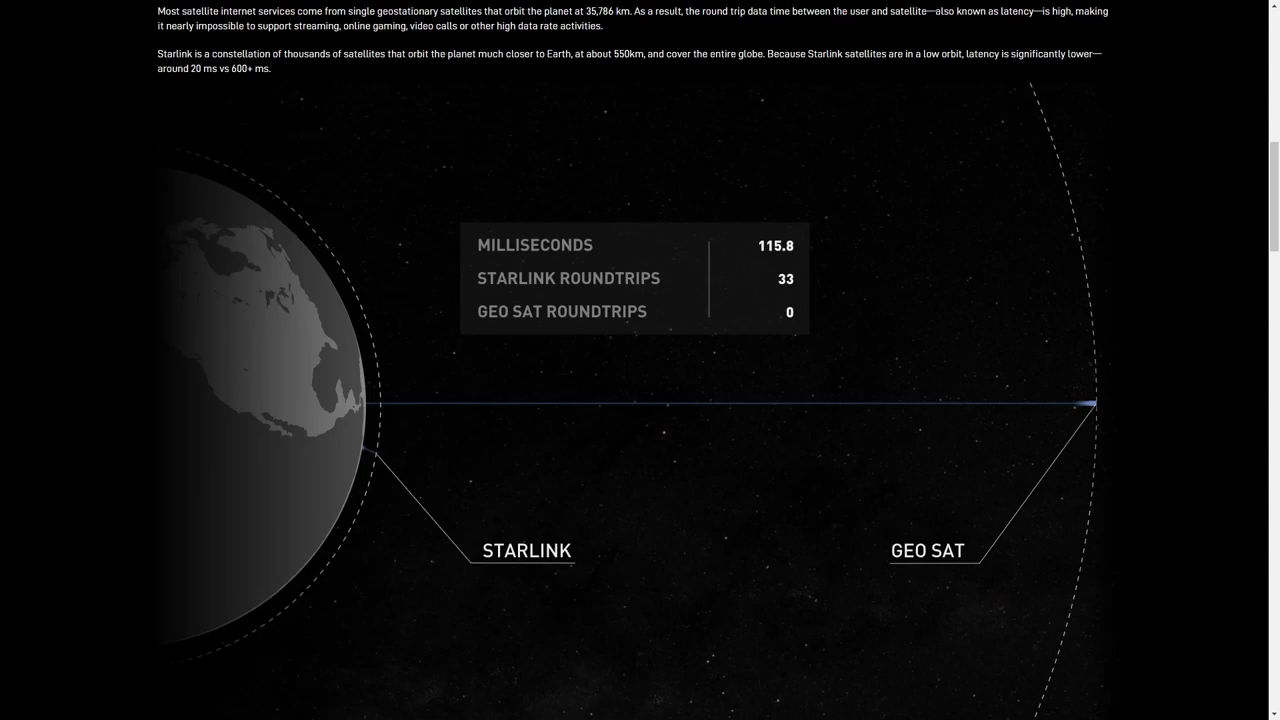 Most satellite internet services come from single geostationary satellites that orbit the planet at 35,786 km. As a result, the round trip data time between the user and satellite—also known as latency—is high, making
it nearly impossible to support streaming, online gaming, video calls or other high data rate activities.
Starlink is a constellation of thousands of satellites that orbit the planet much closer to Earth, at about 550km, and cover the entire globe. Because Starlink satellites are in a low orbit, latency is significantly lower—
around 20 ms vs 600+ ms.
MILLISECONDS 115.8
STARLINK ROUNDTRIPS 33
GEO SAT ROUNDTRIPS 0
STARLINK
GEO SAT